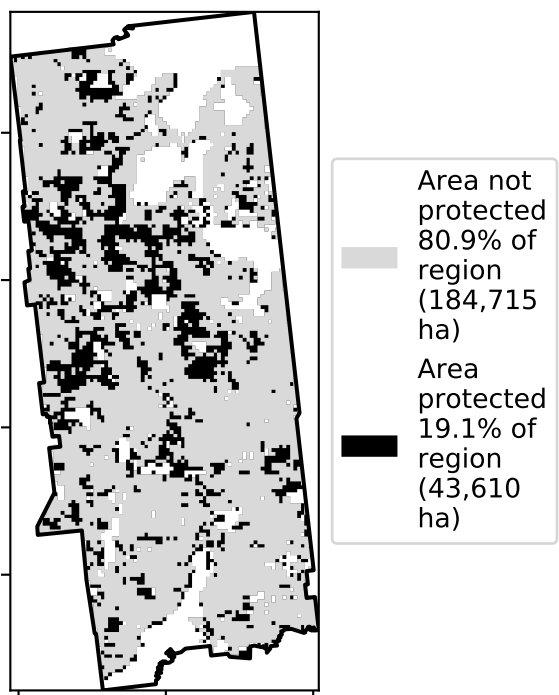 Area not
protected
80.9% of
region
(184,715
ha)
Area
protected
19.1% of
region
(43,610
ha)